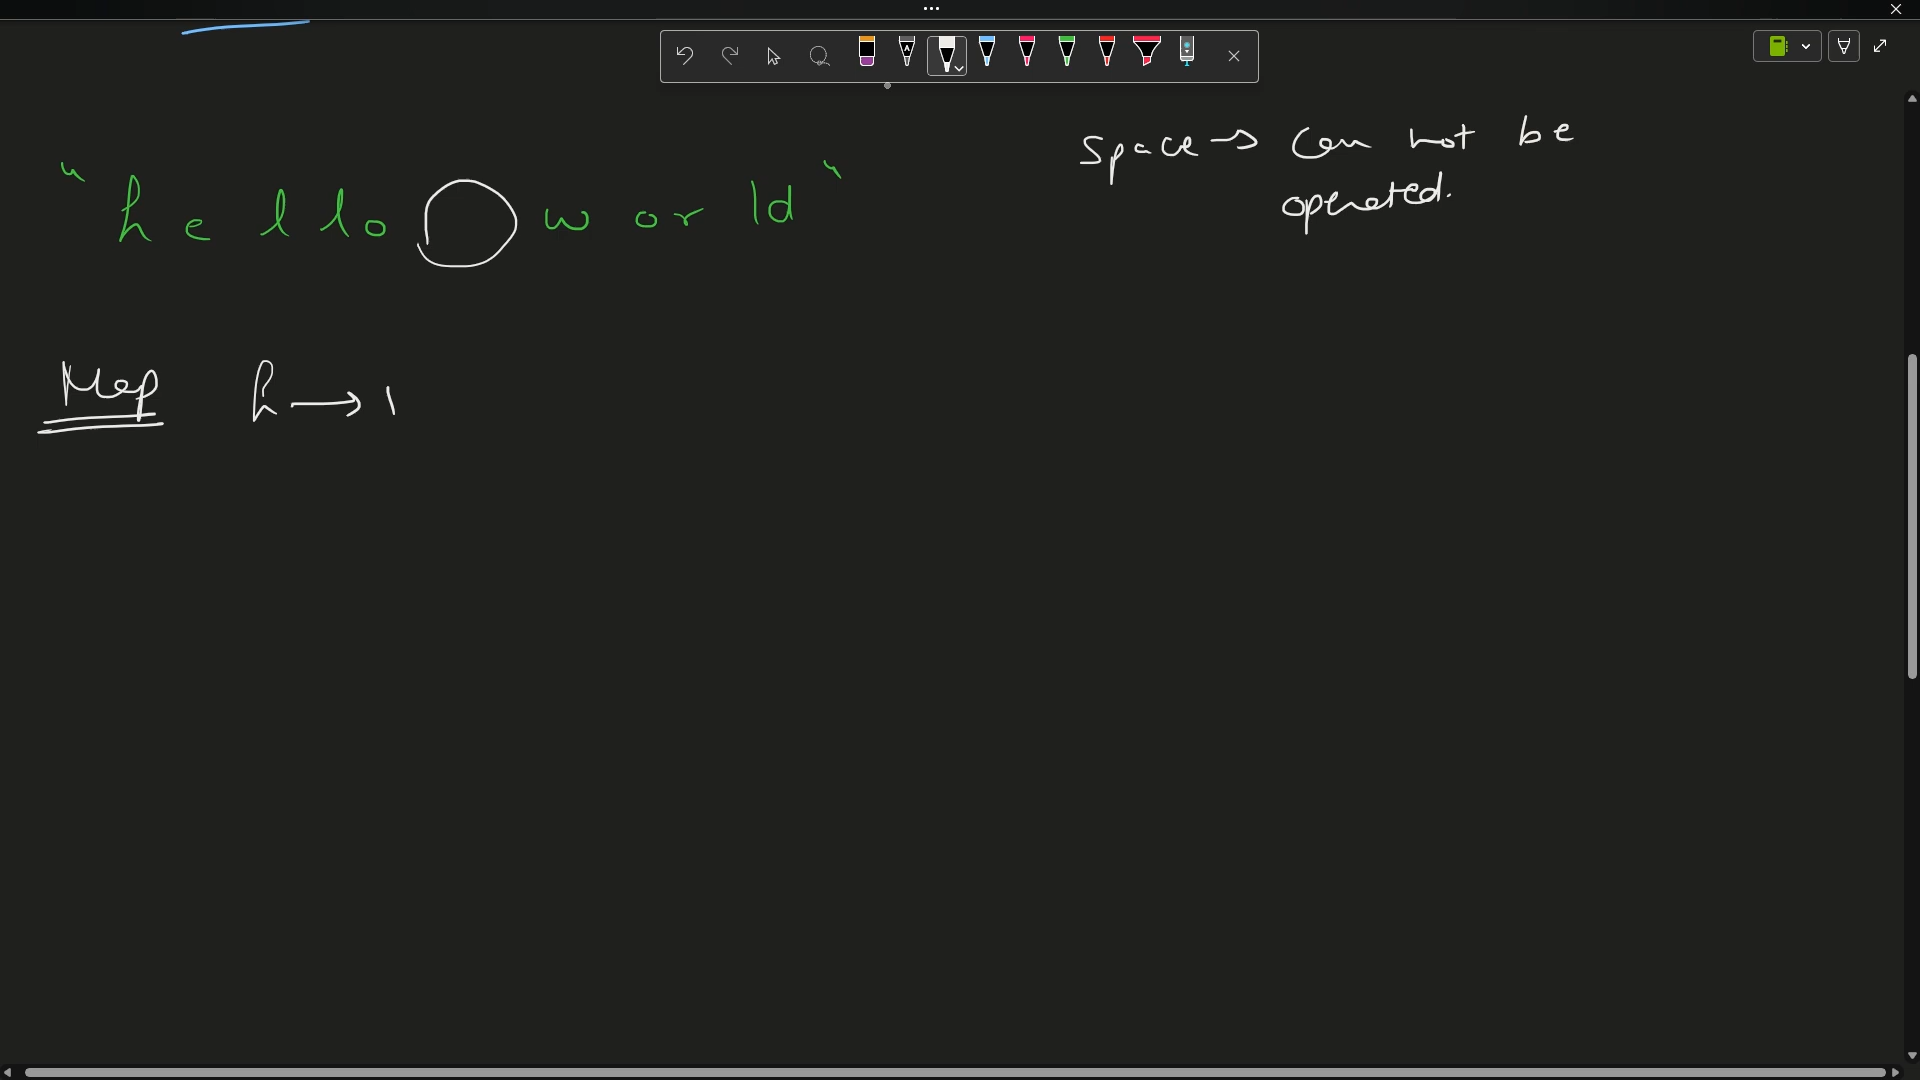 Space → can not be
operated.
"hello world"
Map h → 1